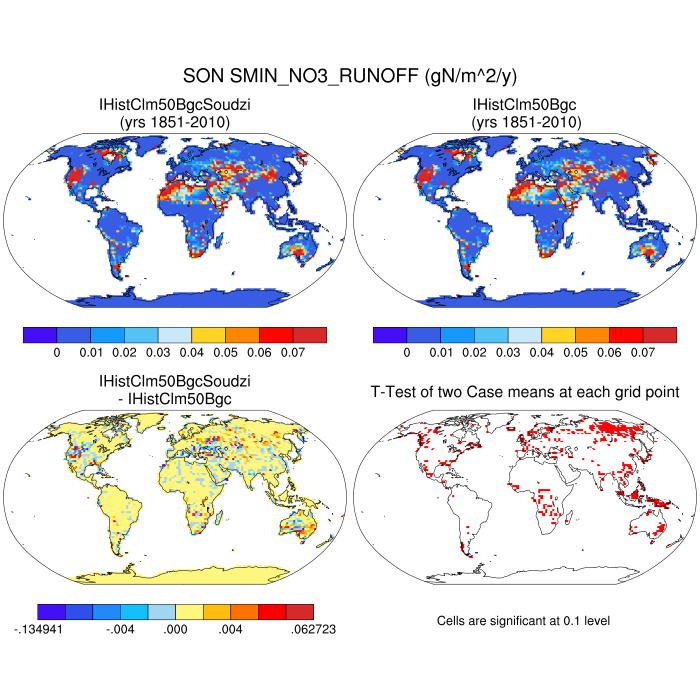 SON SMIN_NO3_RUNOFF (gN/m^2/y)
IHistClm50BgcSoudzi
(yrs 1851-2010)
IHistClm50Bgc
(yrs 1851-2010)
0 0.01 0.02 0.03 0.04 0.05 0.06 0.07
0 0.01 0.02 0.03 0.04 0.05 0.06 0.07
IHistClm50BgcSoudzi
- IHistClm50Bgc
T-Test of two Case means at each grid point
-.134941 -.004 .000 .004 .062723
Cells are significant at 0.1 level